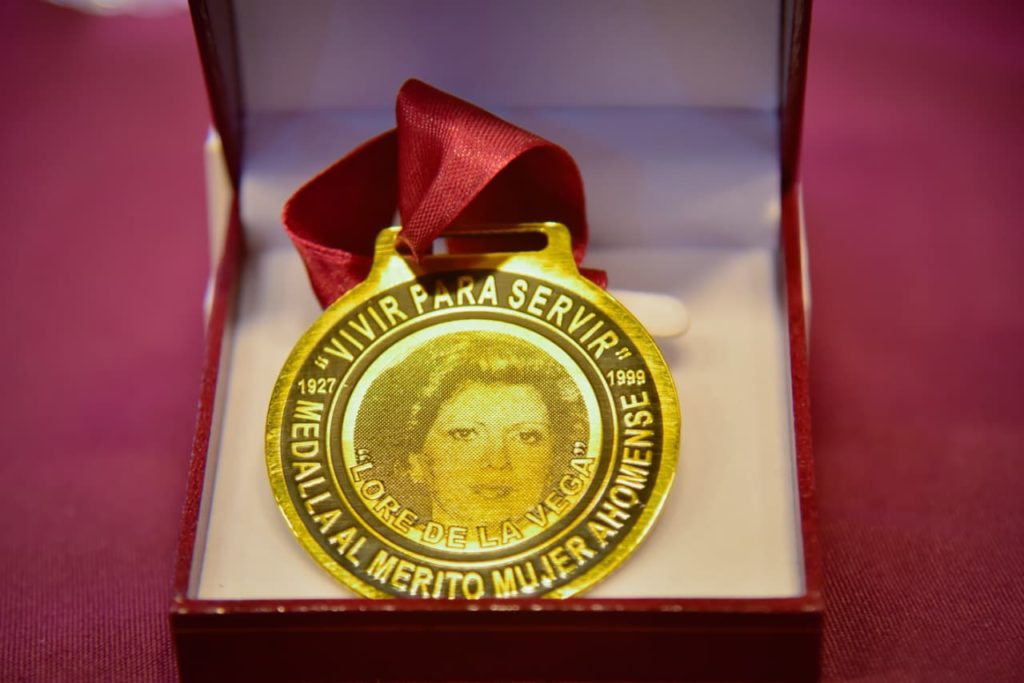 "VIVIR PARA SERVIR"
1927
1999
MEDALLA AL MERITO MUJER AHOMENSE
"LORE DE LA VEGA"